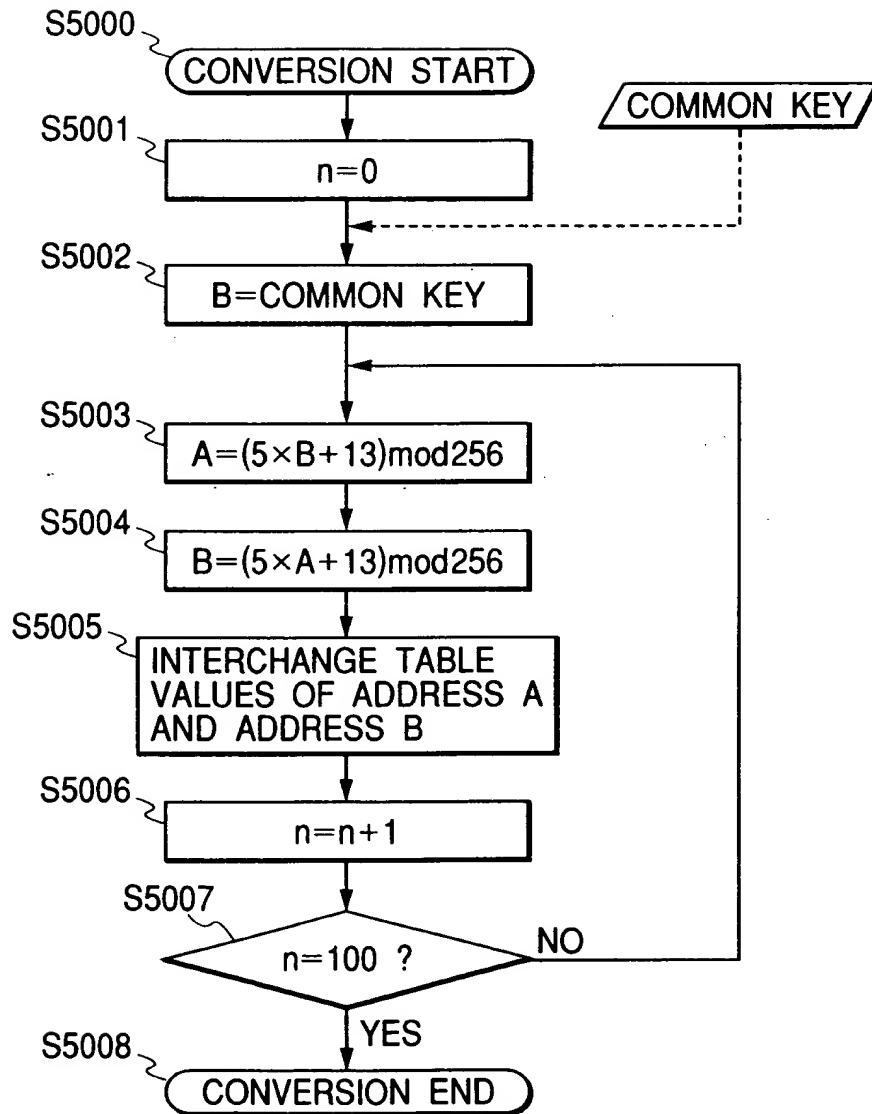 S5000
CONVERSION START
COMMON KEY
S5001
n=0
S5002
B=COMMON KEY
S5003
A=(5×B+13)mod256
S5004
B=(5×A+13)mod256
S5005
INTERCHANGE TABLE
VALUES OF ADDRESS A
AND ADDRESS B
S5006
n=n+1
S5007
n=100 ?
NO
YES
S5008
CONVERSION END